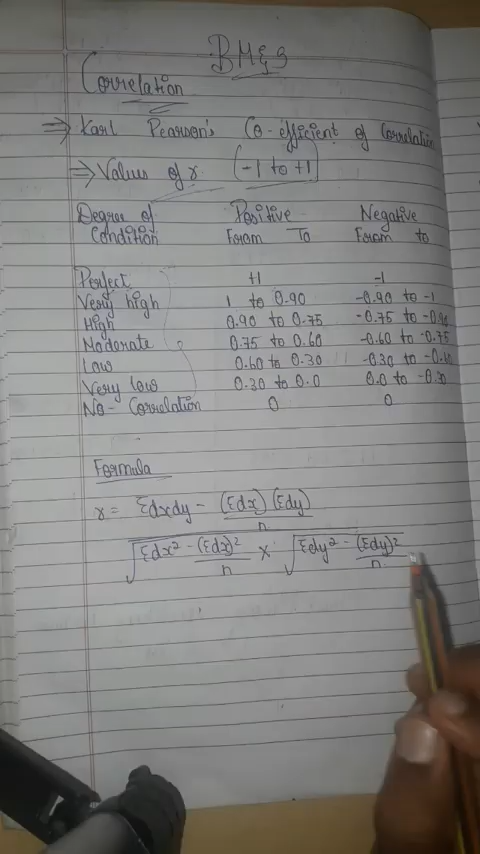 BM&S
Correlation
⇒ Karl Pearson's Co-efficient of Correlation
⇒ Values of r (-1 to +1)
Degree of Positive Negative
Condition From To From to
Perfect +1 -1
Very high 1 to 0.90 -0.90 to -1
High 0.90 to 0.75 -0.75 to -0.90
Moderate 0.75 to 0.60 -0.60 to -0.75
Low 0.60 to 0.30 -0.30 to -0.60
Very low 0.30 to 0.0 0.0 to -0.30
No- Correlation 0 0
Formula
r = Σdxdy - (Σdx) (Σdy)
n
√Σdx² - (Σdx)² × √Σdy² - (Σdy)²
n n